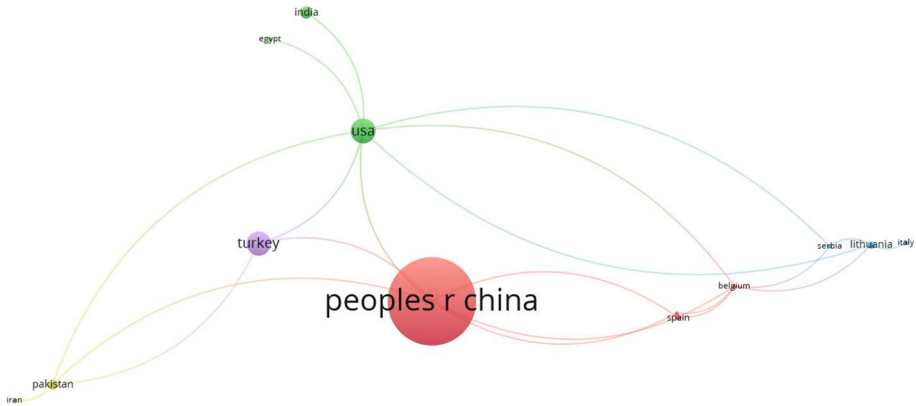 india
egypt
usa
turkey
serbia
lithuania
italy
belgium
peoples r china
spain
pakistan
iran